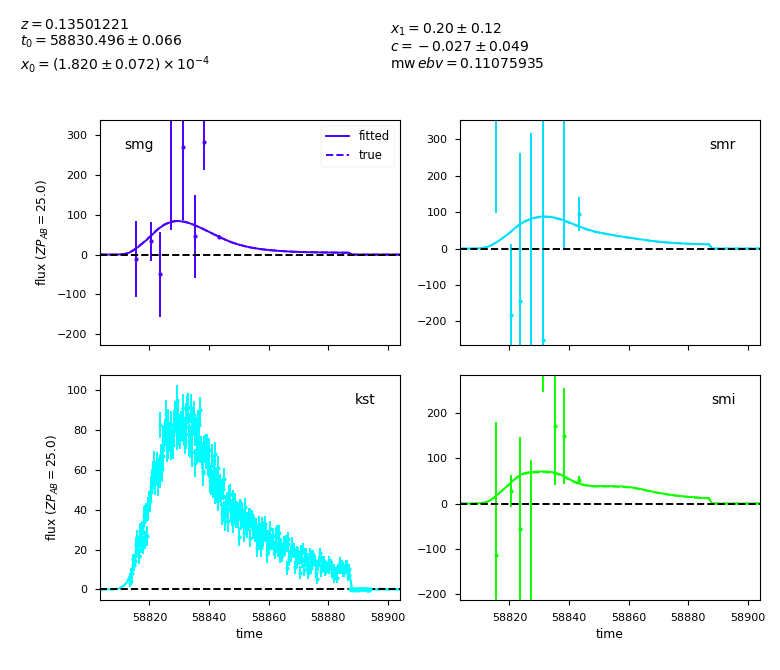 z = 0.13501221
t₀ = 58830.496 ± 0.066
x₀ = (1.820 ± 0.072) × 10⁻⁴
x₁ = 0.20 ± 0.12
c = −0.027 ± 0.049
mw ebv = 0.11075935
smg
fitted
true
300
200
100
0
−100
−200
flux (ZP_AB = 25.0)
smr
300
200
100
0
−100
−200
kst
100
80
60
40
20
0
flux (ZP_AB = 25.0)
58820 58840 58860 58880 58900
time
smi
200
100
0
−100
−200
58820 58840 58860 58880 58900
time